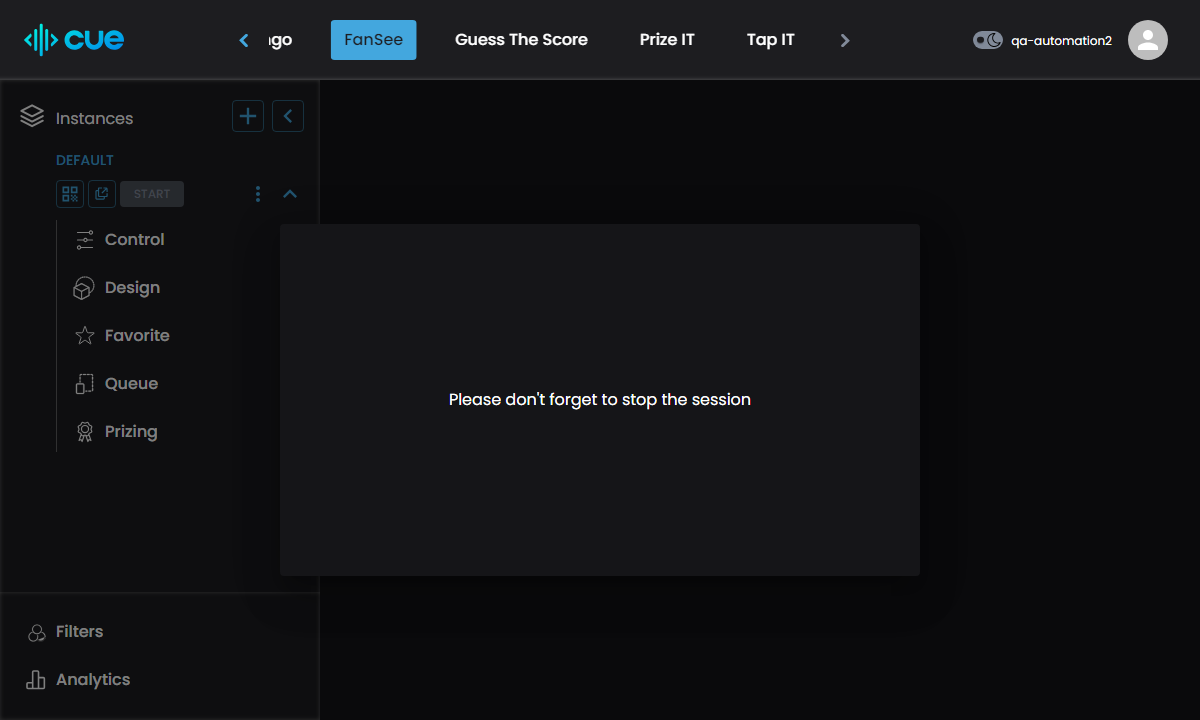 cue
ngo
FanSee
Guess The Score
Prize IT
Tap IT
qa-automation2
Instances
DEFAULT
START
Control
Design
Favorite
Queue
Prizing
Please don't forget to stop the session
Filters
Analytics